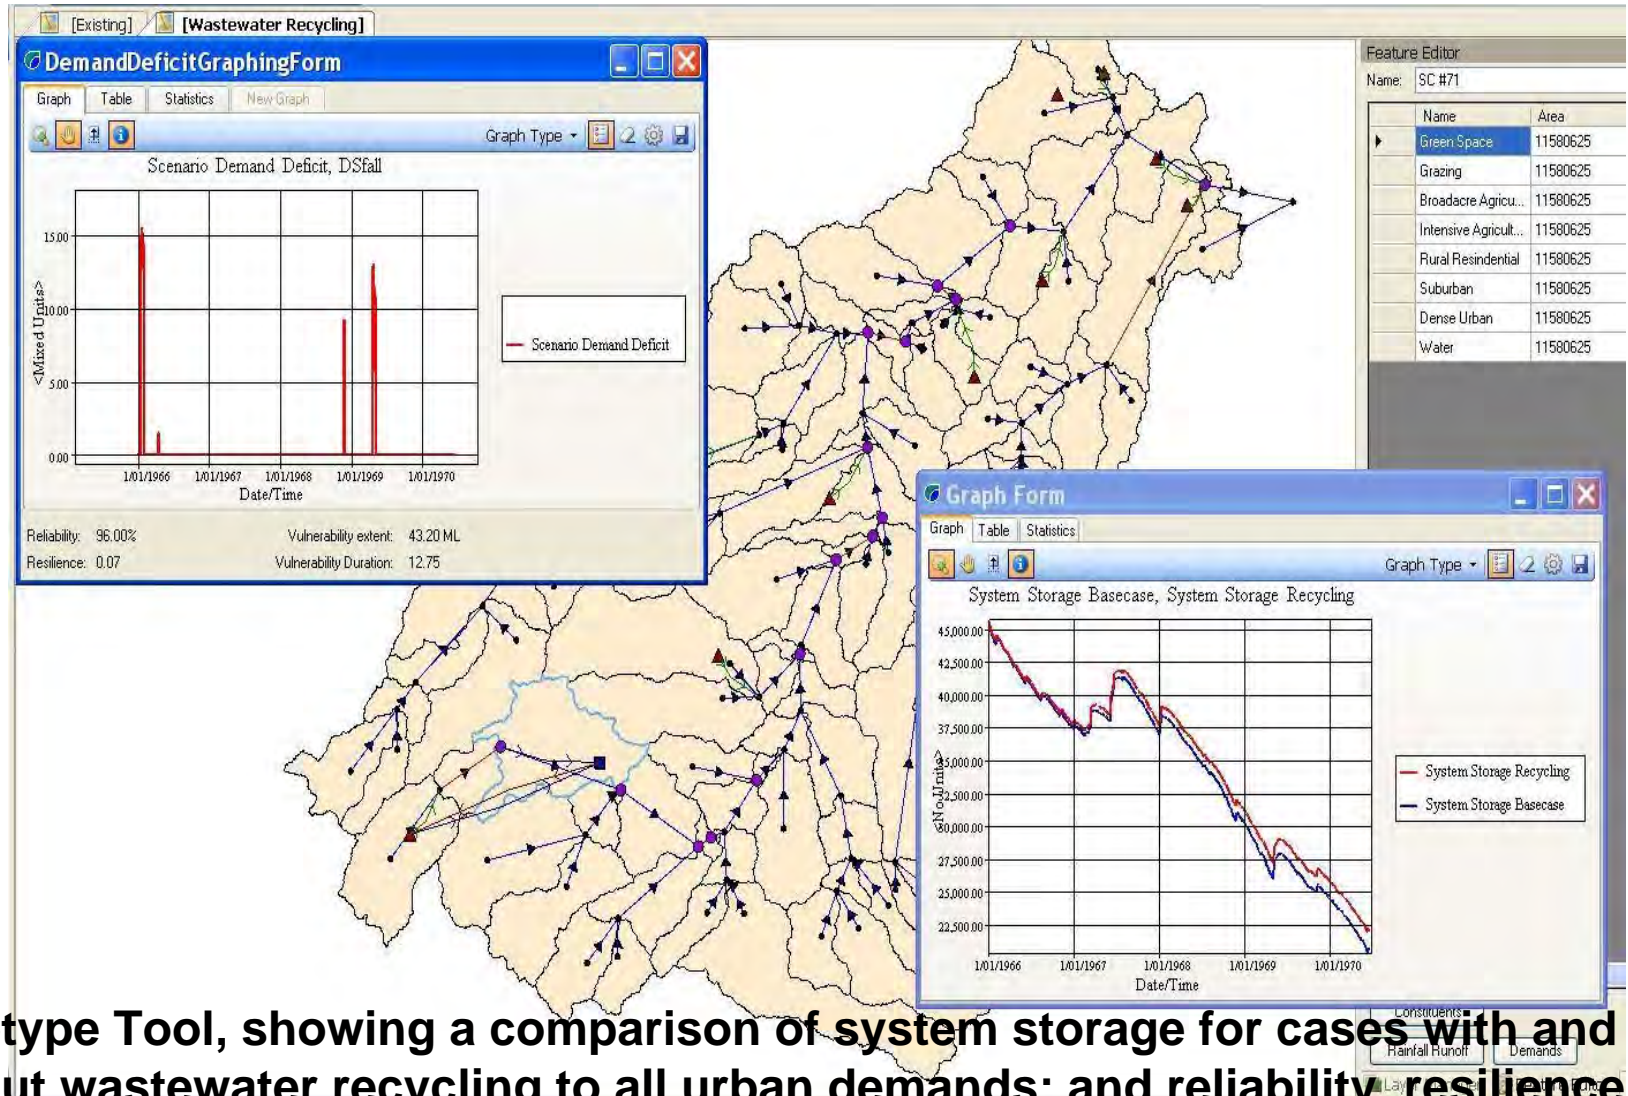 [Existing] [Wastewater Recycling]
DemandDeficitGraphingForm
Graph Table Statistics New Graph
Graph Type
Scenario Demand Deficit, DSfall
15.00
10.00
5.00
0.00
<Mixed Units>
1/01/1966 1/01/1967 1/01/1968 1/01/1969 1/01/1970
Date/Time
Scenario Demand Deficit
Reliability: 96.00% Vulnerability extent: 43.20 ML
Resilience: 0.07 Vulnerability Duration: 12.75
Feature Editor
Name: SC #71
Name Area
Green Space 11580625
Grazing 11580625
Broadacre Agricu... 11580625
Intensive Agricult... 11580625
Rural Resindential 11580625
Suburban 11580625
Dense Urban 11580625
Water 11580625
Graph Form
Graph Table Statistics
Graph Type
System Storage Basecase, System Storage Recycling
45,000.00
42,500.00
40,000.00
37,500.00
35,000.00
32,500.00
30,000.00
27,500.00
25,000.00
22,500.00
<No Units>
1/01/1966 1/01/1967 1/01/1968 1/01/1969 1/01/1970
Date/Time
System Storage Recycling
System Storage Basecase
Constituents
Rainfall Runoff Demands
type Tool, showing a comparison of system storage for cases with and
ut wastewater recycling to all urban demands; and reliability, resilience